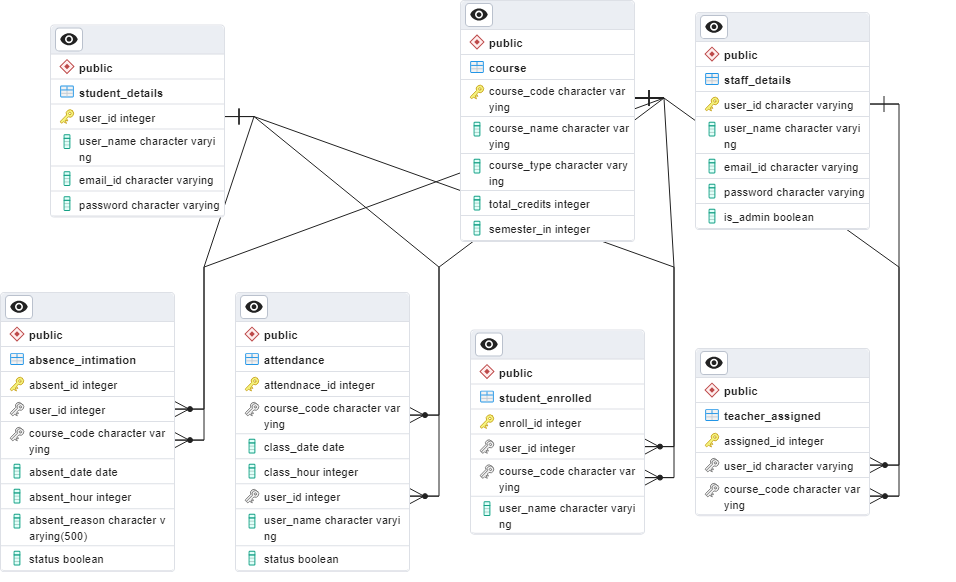 public
student_details
user_id integer
user_name character varyi
ng
email_id character varying
password character varying
public
course
course_code character var
ying
course_name character var
ying
course_type character vary
ing
total_credits integer
semester_in integer
public
staff_details
user_id character varying
user_name character varyi
ng
email_id character varying
password character varying
is_admin boolean
public
absence_intimation
absent_id integer
user_id integer
course_code character var
ying
absent_date date
absent_hour integer
absent_reason character v
arying(500)
status boolean
public
attendance
attendnace_id integer
course_code character var
ying
class_date date
class_hour integer
user_id integer
user_name character varyi
ng
status boolean
public
student_enrolled
enroll_id integer
user_id integer
course_code character var
ying
user_name character varyi
ng
public
teacher_assigned
assigned_id integer
user_id character varying
course_code character var
ying